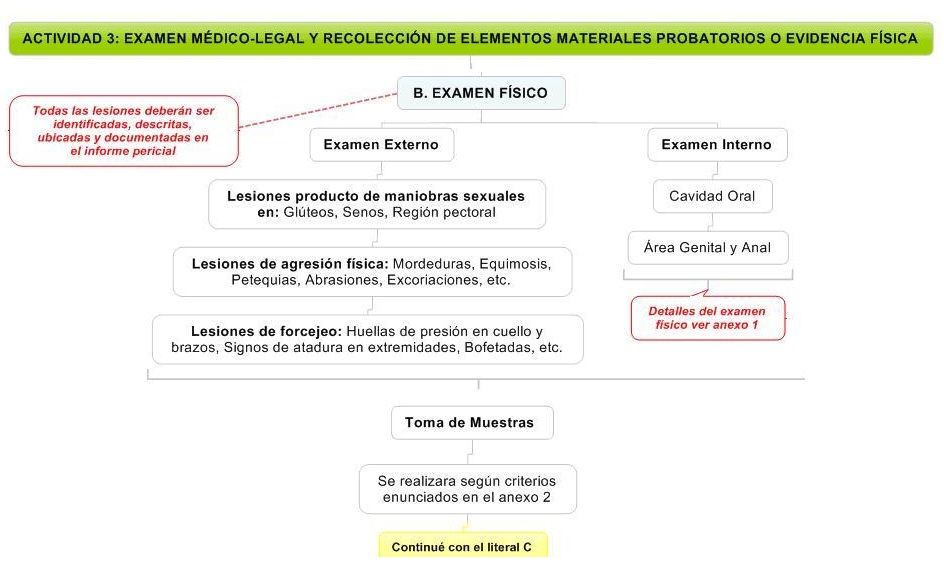 ACTIVIDAD 3: EXAMEN MÉDICO-LEGAL Y RECOLECCIÓN DE ELEMENTOS MATERIALES PROBATORIOS O EVIDENCIA FÍSICA
B. EXAMEN FÍSICO
Todas las lesiones deberán ser
identificadas, descritas,
ubicadas y documentadas en
el informe pericial
Examen Externo
Lesiones producto de maniobras sexuales
en: Glúteos, Senos, Región pectoral
Lesiones de agresión física: Mordeduras, Equimosis,
Petequias, Abrasiones, Excoriaciones, etc.
Lesiones de forcejeo: Huellas de presión en cuello y
brazos, Signos de atadura en extremidades, Bofetadas, etc.
Examen Interno
Cavidad Oral
Área Genital y Anal
Detalles del examen
físico ver anexo 1
Toma de Muestras
Se realizara según criterios
enunciados en el anexo 2
Continué con el literal C